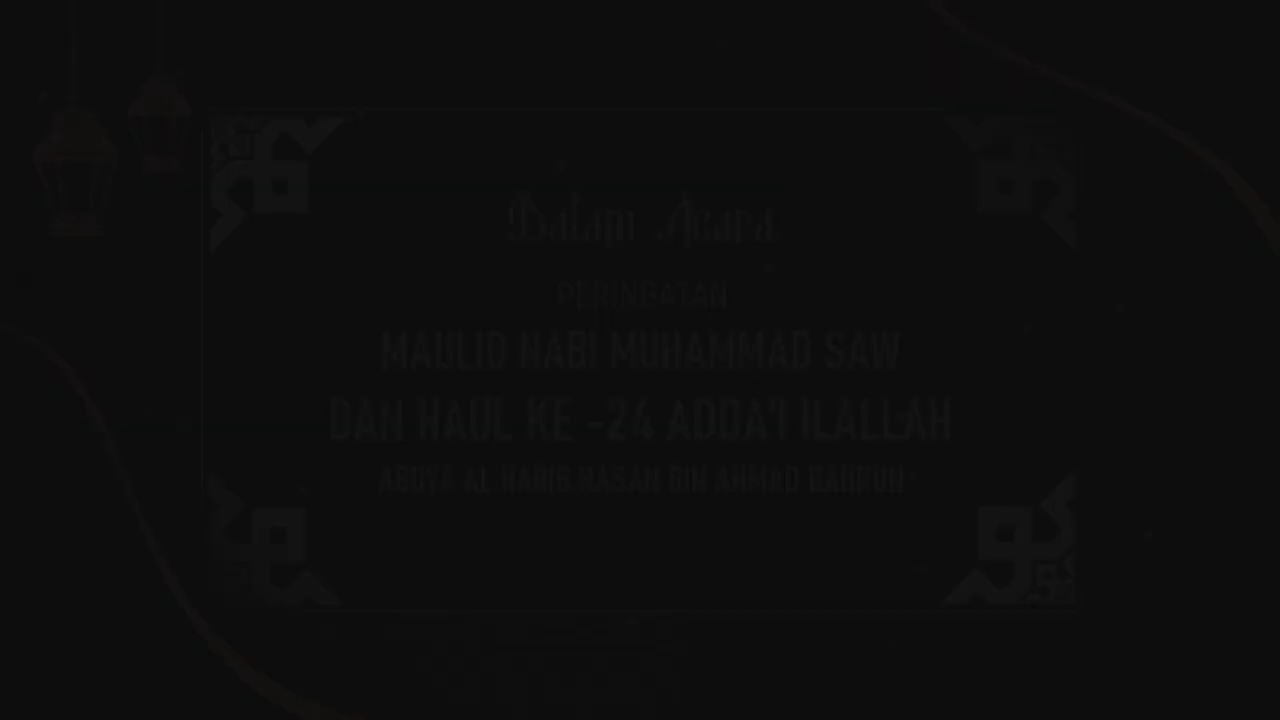 Dalam Acara
PERINGATAN
MAULID NABI MUHAMMAD SAW
DAN HAUL KE -24 ADDA'I ILALLAH
ABUYA AL HABIB HASAN BIN AHMAD BAHRUN